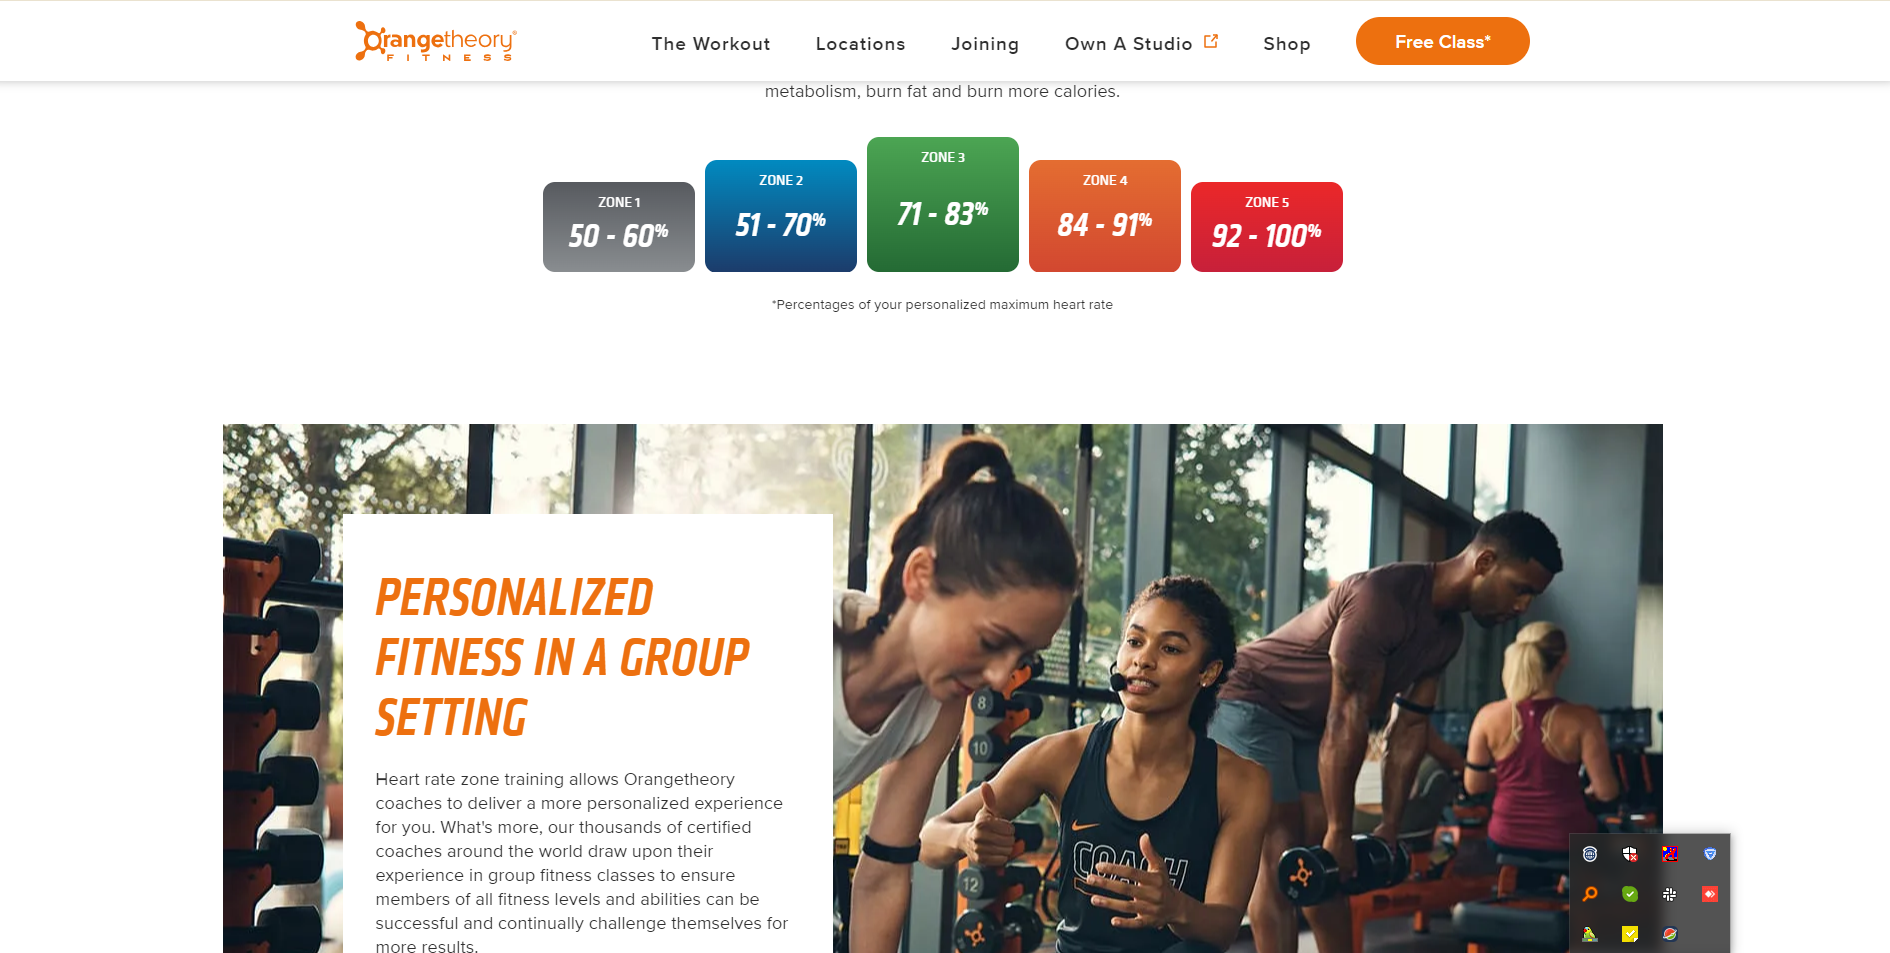 Orangetheory®
FITNESS
The Workout
Locations
Joining
Own A Studio
Shop
Free Class*
metabolism, burn fat and burn more calories.
ZONE 1
50 - 60%
ZONE 2
51 - 70%
ZONE 3
71 - 83%
ZONE 4
84 - 91%
ZONE 5
92 - 100%
*Percentages of your personalized maximum heart rate
PERSONALIZED
FITNESS IN A GROUP
SETTING
Heart rate zone training allows Orangetheory
coaches to deliver a more personalized experience
for you. What's more, our thousands of certified
coaches around the world draw upon their
experience in group fitness classes to ensure
members of all fitness levels and abilities can be
successful and continually challenge themselves for
more results.
8
10
12
COACH